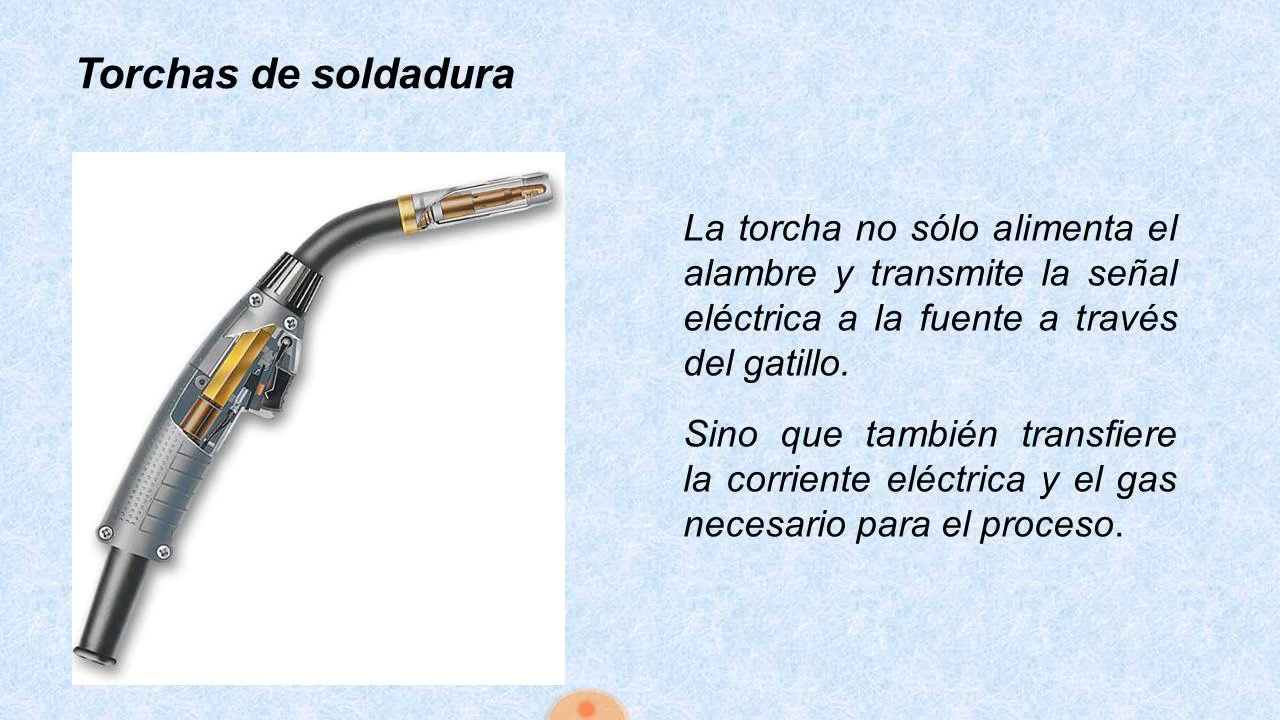 Torchas de soldadura
La torcha no sólo alimenta el
alambre y transmite la señal
eléctrica a la fuente a través
del gatillo.
Sino que también transfiere
la corriente eléctrica y el gas
necesario para el proceso.